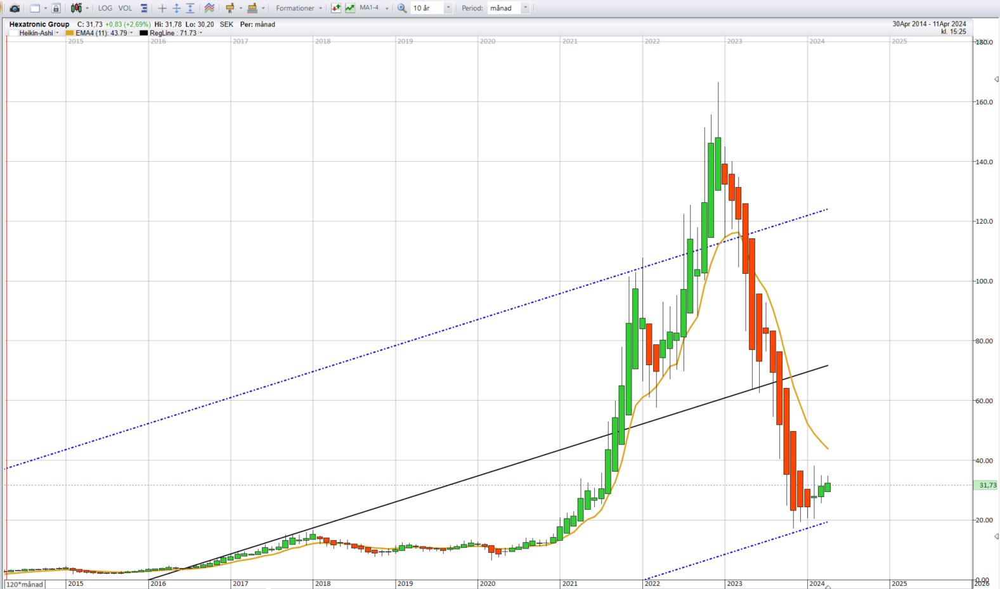 LOG VOL Formationer MA1-4 10 år Period: månad
Hexatronic Group C: 31,73 +0,83 (+2,69%) Hi: 31,78 Lo: 30,20 SEK Per: månad 30Apr 2014 - 11Apr 2024
kl. 15:25
Heikin-Ashi EMA4 (11): 43.79 RegLine : 71.73
2015 2016 2017 2018 2019 2020 2021 2022 2023 2024 2025
180.0
160.0
140.0
120.0
100.0
80.00
60.00
40.00
31,73
20.00
0.00
120*månad 2015 2016 2017 2018 2019 2020 2021 2022 2023 2024 2025 2026